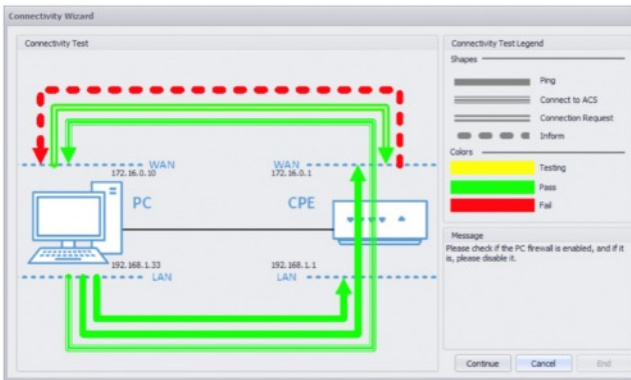 Connectivity Wizard
Connectivity Test
WAN
172.16.0.10
WAN
172.16.0.1
PC
CPE
192.168.1.33
LAN
192.168.1.1
LAN
Connectivity Test Legend
Shapes
Ping
Connect to ACS
Connection Request
Inform
Colors
Testing
Pass
Fail
Message
Please check if the PC firewall is enabled, and if it
is, please disable it.
Continue
Cancel
End